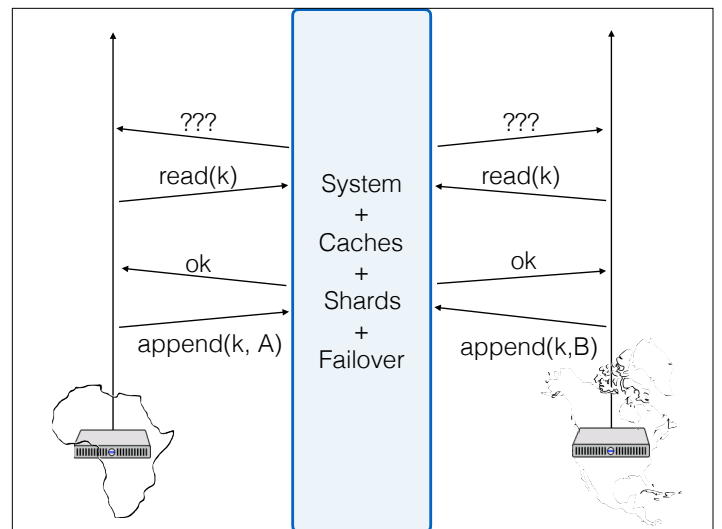 ???
???
read(k)
read(k)
System
+
Caches
+
Shards
+
Failover
ok
ok
append(k, A)
append(k,B)